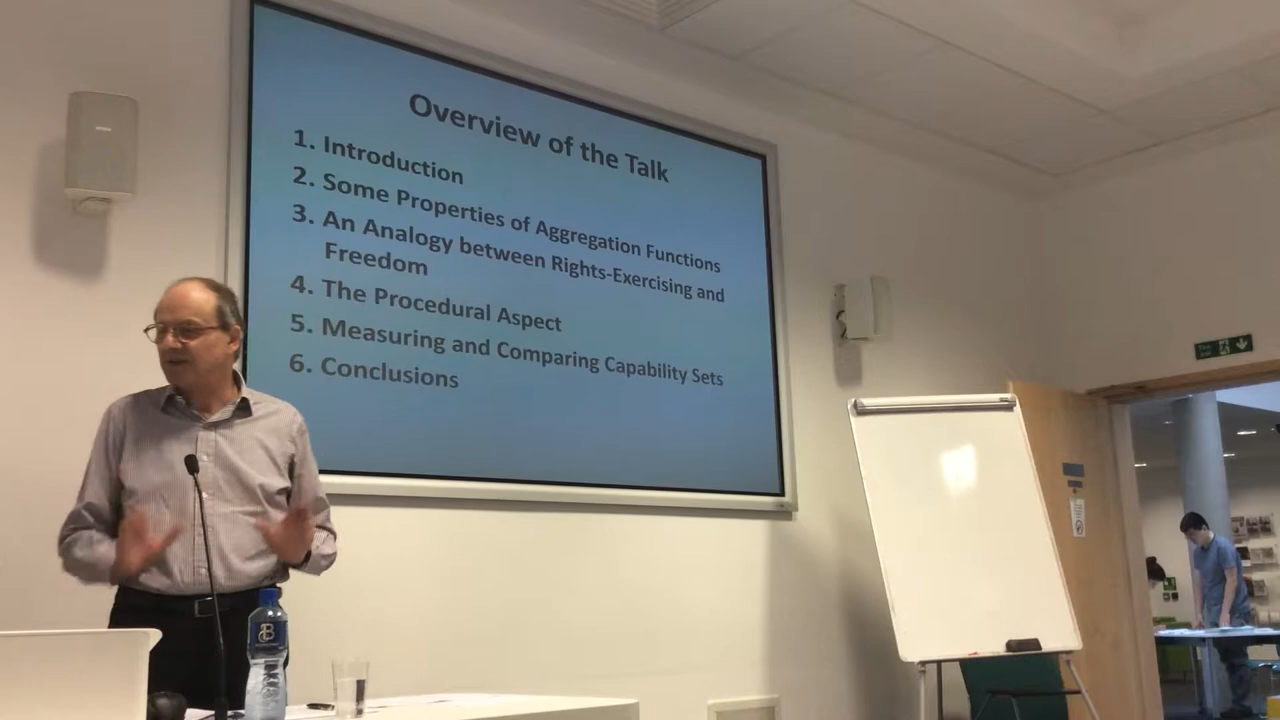 Overview of the Talk
1. Introduction
2. Some Properties of Aggregation Functions
3. An Analogy between Rights-Exercising and
Freedom
4. The Procedural Aspect
5. Measuring and Comparing Capability Sets
6. Conclusions